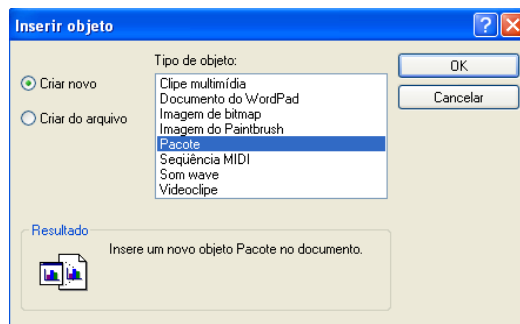 Inserir objeto
Tipo de objeto:
Criar novo
Criar do arquivo
Clipe multimídia
Documento do WordPad
Imagem de bitmap
Imagem do Paintbrush
Pacote
Seqüência MIDI
Som wave
Videoclipe
OK
Cancelar
Resultado
Insere um novo objeto Pacote no documento.